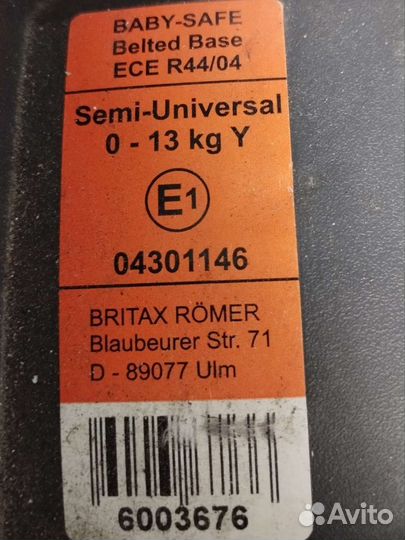 BABY-SAFE
Belted Base
ECE R44/04
Semi-Universal
0 - 13 kg Y
E1
04301146
BRITAX RÖMER
Blaubeurer Str. 71
D - 89077 Ulm
6003676
Avito